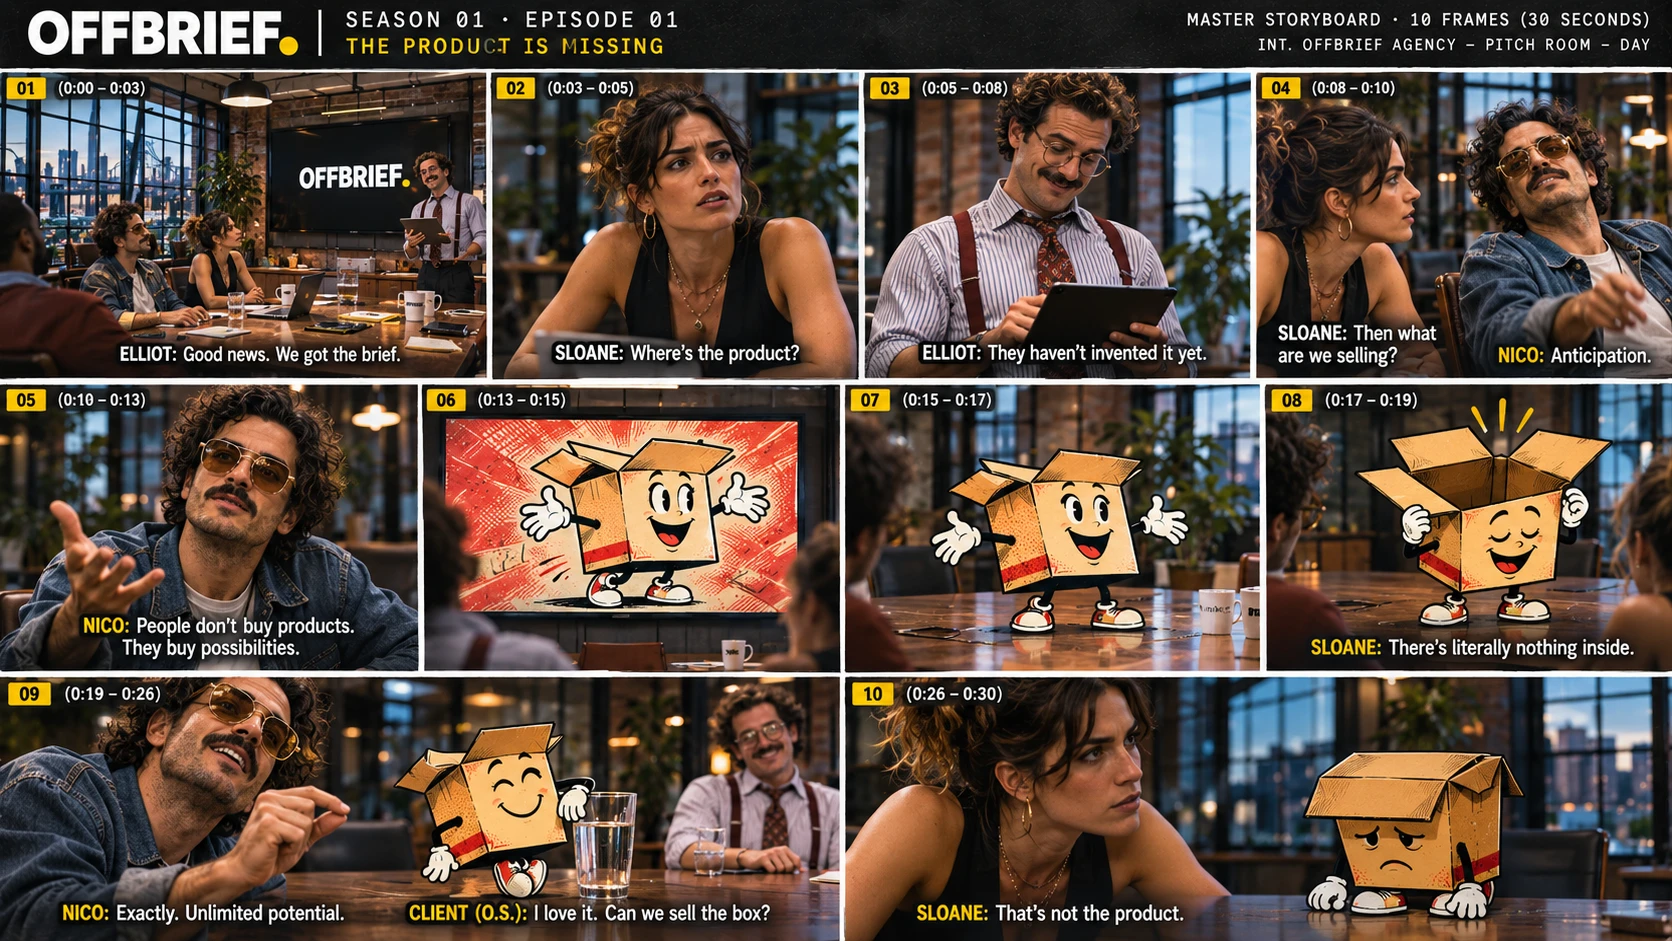 OFFBRIEF.
SEASON 01 · EPISODE 01
THE PRODUCT IS MISSING
MASTER STORYBOARD · 10 FRAMES (30 SECONDS)
INT. OFFBRIEF AGENCY – PITCH ROOM – DAY
01 (0:00 – 0:03)
OFFBRIEF.
ELLIOT: Good news. We got the brief.
02 (0:03 – 0:05)
SLOANE: Where's the product?
03 (0:05 – 0:08)
ELLIOT: They haven't invented it yet.
04 (0:08 – 0:10)
SLOANE: Then what
are we selling?
NICO: Anticipation.
05 (0:10 – 0:13)
NICO: People don't buy products.
They buy possibilities.
06 (0:13 – 0:15)
07 (0:15 – 0:17)
08 (0:17 – 0:19)
SLOANE: There's literally nothing inside.
09 (0:19 – 0:26)
NICO: Exactly. Unlimited potential.
CLIENT (O.S.): I love it. Can we sell the box?
10 (0:26 – 0:30)
SLOANE: That's not the product.